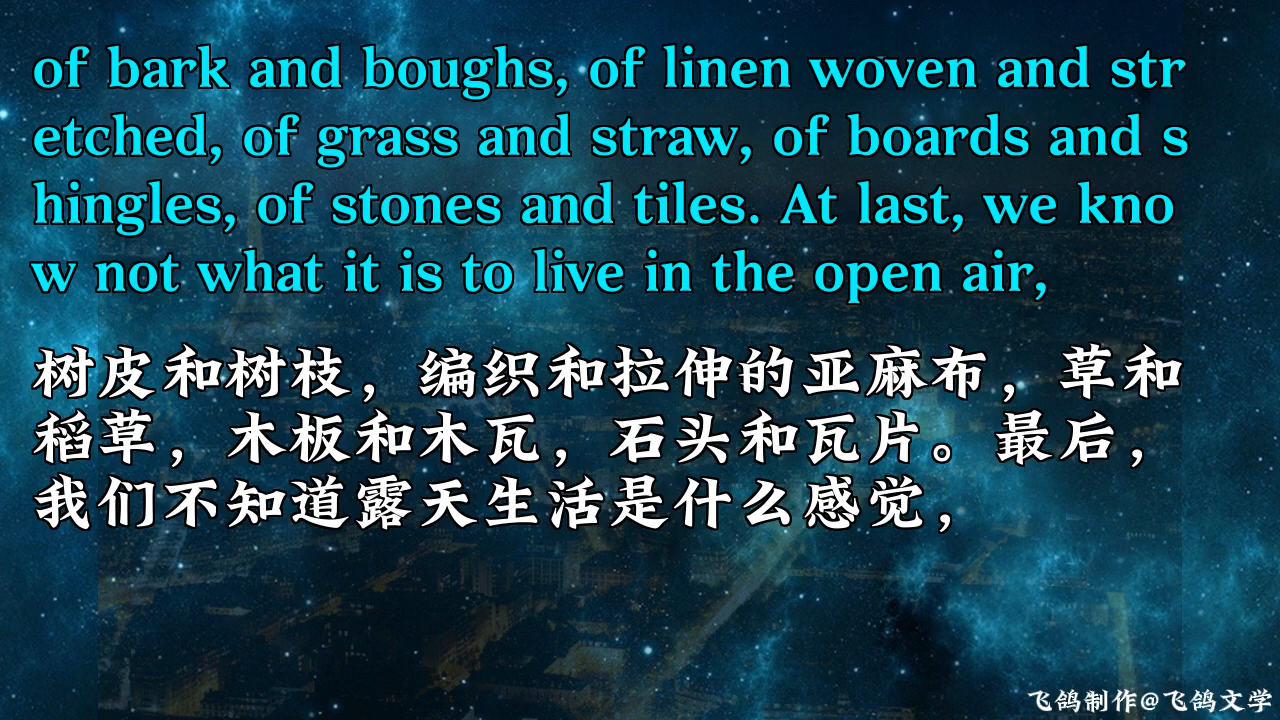 of bark and boughs, of linen woven and str
etched, of grass and straw, of boards and s
hingles, of stones and tiles. At last, we kno
w not what it is to live in the open air,
树皮和树枝，编织和拉伸的亚麻布，草和
稻草，木板和木瓦，石头和瓦片。最后，
我们不知道露天生活是什么感觉，
飞鸽制作@飞鸽文学